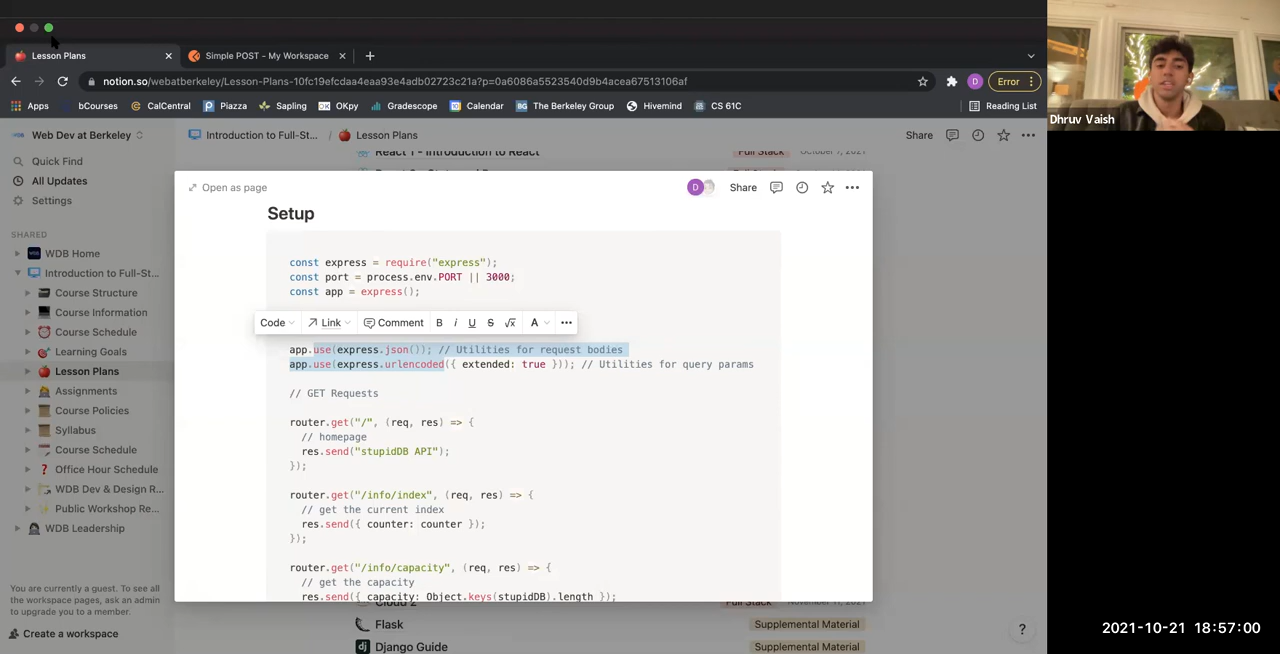 Lesson Plans
Simple POST - My Workspace
notion.so/webatberkeley/Lesson-Plans-10fc19efcdaa4eaa93e4adb02723c21a?p=0a6086a5523540d9b4acea67513106af
D
Error
Apps
bCourses
CalCentral
Piazza
Sapling
OKpy
Gradescope
Calendar
The Berkeley Group
Hivemind
CS 61C
Reading List
Dhruv Vaish
Web Dev at Berkeley
Introduction to Full-St... / Lesson Plans
Share
Quick Find
All Updates
Settings
SHARED
WDB Home
Introduction to Full-St...
Course Structure
Course Information
Course Schedule
Learning Goals
Lesson Plans
Assignments
Course Policies
Syllabus
Course Schedule
Office Hour Schedule
WDB Dev & Design R...
Public Workshop Re...
WDB Leadership
You are currently a guest. To see all
the workspace pages, ask an admin
to upgrade you to a member.
Create a workspace
React 1 - Introduction to React
Full Stack
October 7, 2021
Open as page
D
Share
Setup
const express = require("express");
const port = process.env.PORT || 3000;
const app = express();
Code
Link
Comment
B
i
U
S
√x
A
app.use(express.json()); // Utilities for request bodies
app.use(express.urlencoded({ extended: true })); // Utilities for query params
// GET Requests
router.get("/", (req, res) => {
// homepage
res.send("stupidDB API");
});
router.get("/info/index", (req, res) => {
// get the current index
res.send({ counter: counter });
});
router.get("/info/capacity", (req, res) => {
// get the capacity
res.send({ capacity: Object.keys(stupidDB).length });
Cloud 2
Full Stack
November 11, 2021
Flask
Supplemental Material
Django Guide
Supplemental Material
?
2021-10-21 18:57:00